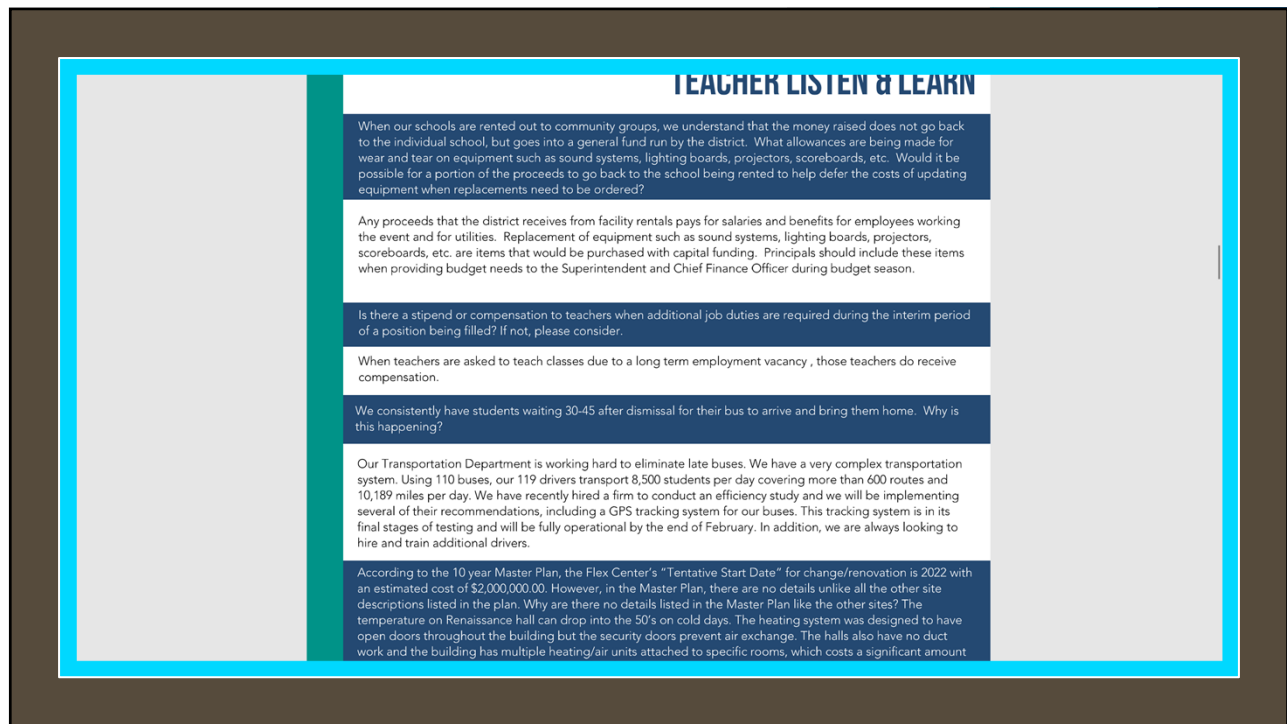 TEACHER LISTEN & LEARN
When our schools are rented out to community groups, we understand that the money raised does not go back
to the individual school, but goes into a general fund run by the district.  What allowances are being made for
wear and tear on equipment such as sound systems, lighting boards, projectors, scoreboards, etc.  Would it be
possible for a portion of the proceeds to go back to the school being rented to help defer the costs of updating
equipment when replacements need to be ordered?
Any proceeds that the district receives from facility rentals pays for salaries and benefits for employees working
the event and for utilities.  Replacement of equipment such as sound systems, lighting boards, projectors,
scoreboards, etc. are items that would be purchased with capital funding.  Principals should include these items
when providing budget needs to the Superintendent and Chief Finance Officer during budget season.
Is there a stipend or compensation to teachers when additional job duties are required during the interim period
of a position being filled? If not, please consider.
When teachers are asked to teach classes due to a long term employment vacancy , those teachers do receive
compensation.
We consistently have students waiting 30-45 after dismissal for their bus to arrive and bring them home.  Why is
this happening?
Our Transportation Department is working hard to eliminate late buses. We have a very complex transportation
system. Using 110 buses, our 119 drivers transport 8,500 students per day covering more than 600 routes and
10,189 miles per day. We have recently hired a firm to conduct an efficiency study and we will be implementing
several of their recommendations, including a GPS tracking system for our buses. This tracking system is in its
final stages of testing and will be fully operational by the end of February. In addition, we are always looking to
hire and train additional drivers.
According to the 10 year Master Plan, the Flex Center’s “Tentative Start Date” for change/renovation is 2022 with
an estimated cost of $2,000,000.00. However, in the Master Plan, there are no details unlike all the other site
descriptions listed in the plan. Why are there no details listed in the Master Plan like the other sites? The
temperature on Renaissance hall can drop into the 50’s on cold days. The heating system was designed to have
open doors throughout the building but the security doors prevent air exchange. The halls also have no duct
work and the building has multiple heating/air units attached to specific rooms, which costs a significant amount